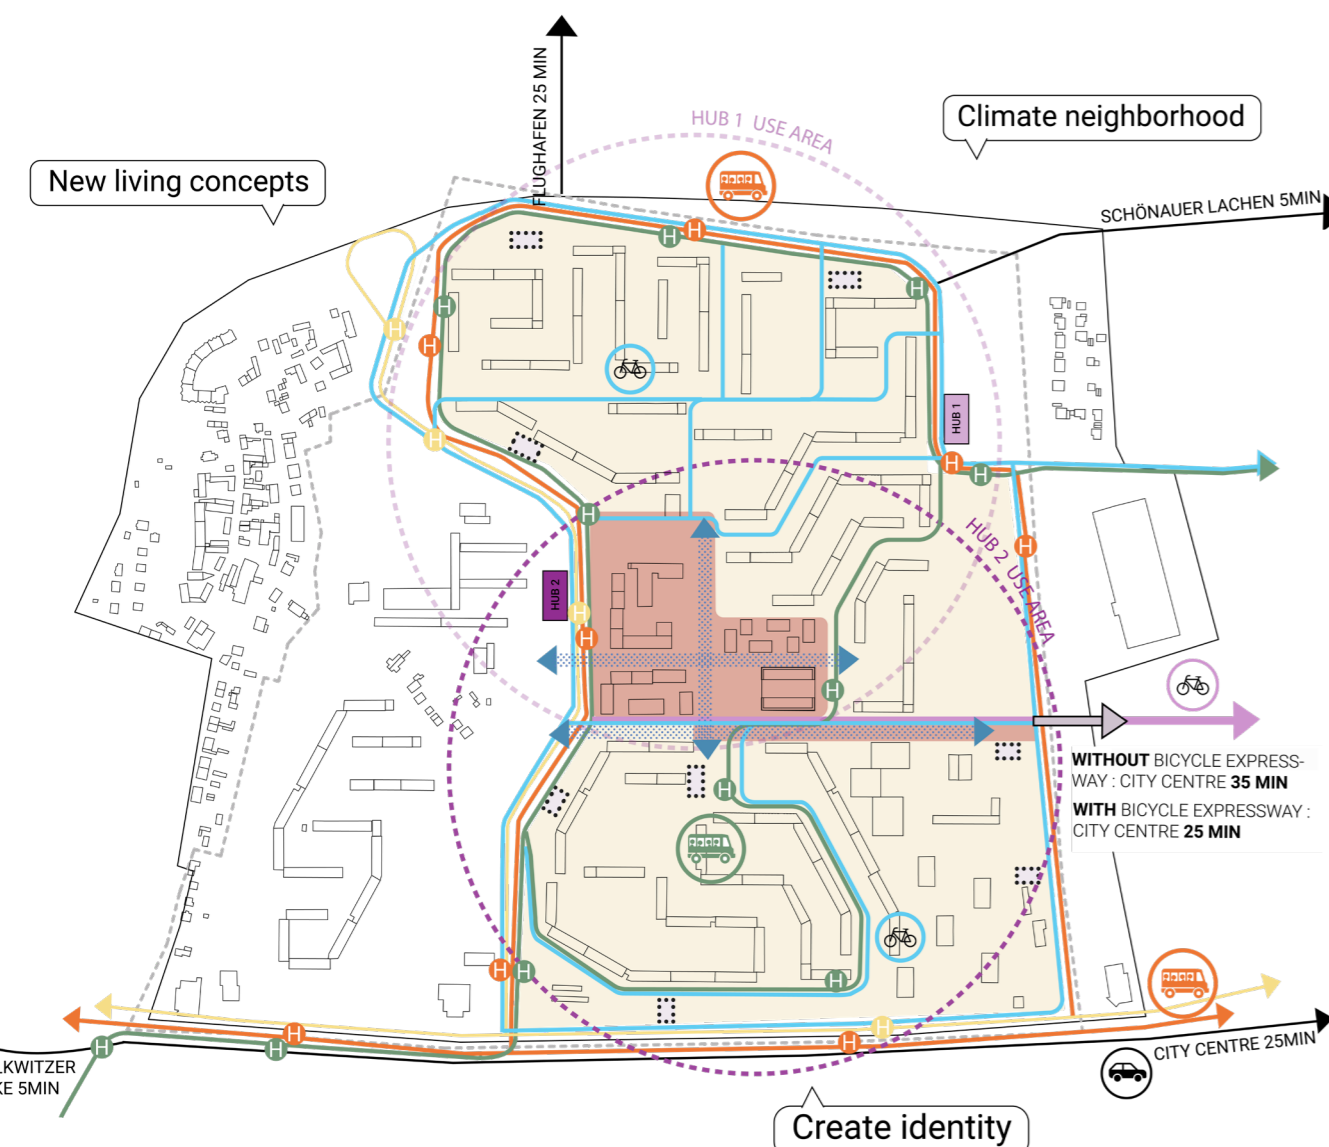 FLUGHAFEN 25 MIN
HUB 1 USE AREA
Climate neighborhood
New living concepts
SCHÖNAUER LACHEN 5MIN
H
H
H
H
H
H
H
HUB 1
H
H
H
HUB 2 USE AREA
H
HUB 2
H
H
H
WITHOUT BICYCLE EXPRESS-
WAY : CITY CENTRE 35 MIN
WITH BICYCLE EXPRESSWAY :
CITY CENTRE 25 MIN
H
H
H
H
H
H
H
H
H
H
CITY CENTRE 25MIN
LKWITZER
KE 5MIN
Create identity